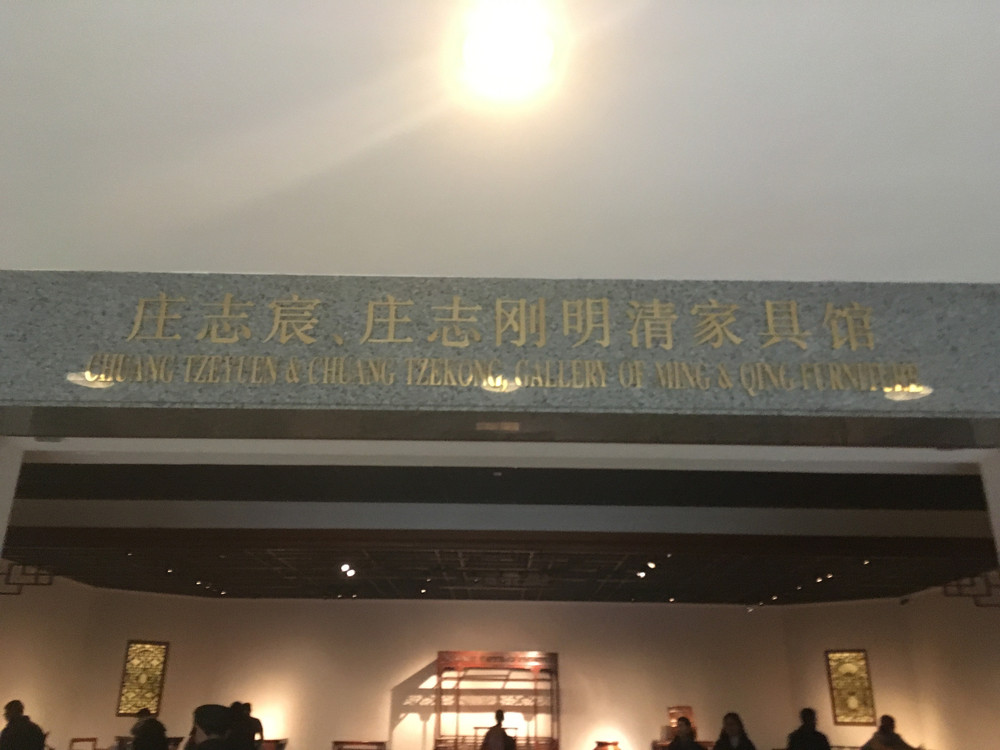 庄志宸、庄志刚明清家具馆
CHUANG TZEYUEN & CHUANG TZEKONG, GALLERY OF MING & QING FURNITURE